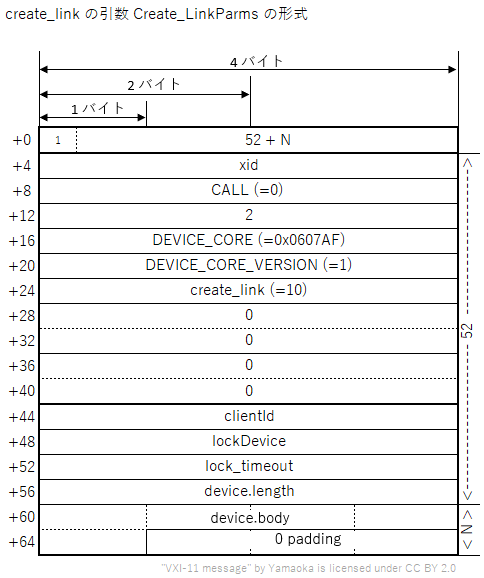 create_link の引数 Create_LinkParms の形式
4 バイト
2 バイト
1 バイト
+0 1 52 + N
+4 xid
+8 CALL (=0)
+12 2
+16 DEVICE_CORE (=0x0607AF)
+20 DEVICE_CORE_VERSION (=1)
+24 create_link (=10)
+28 0
+32 0
+36 0
+40 0
+44 clientId
+48 lockDevice
+52 lock_timeout
+56 device.length
52
+60 device.body
+64 0 padding
N
"VXI-11 message" by Yamaoka is licensed under CC BY 2.0